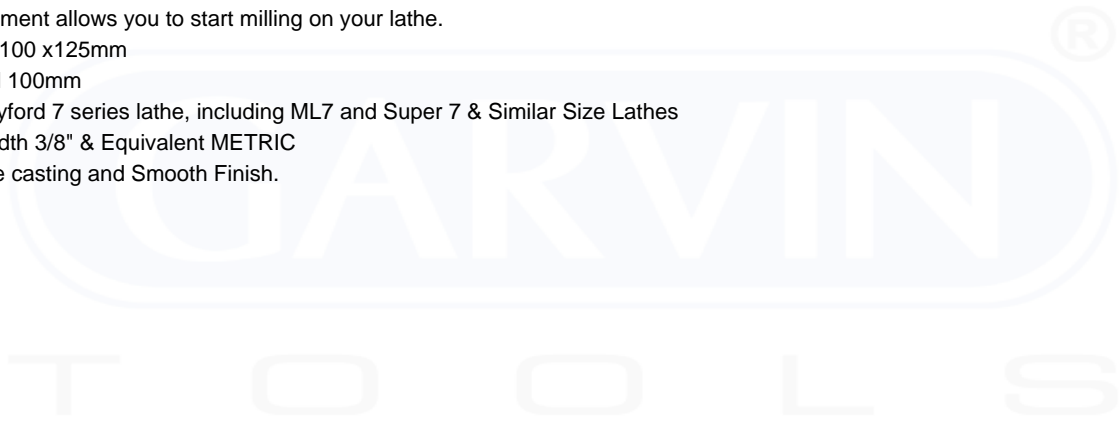 ment allows you to start milling on your lathe.
100 x125mm
100mm
yford 7 series lathe, including ML7 and Super 7 & Similar Size Lathes
dth 3/8" & Equivalent METRIC
e casting and Smooth Finish.
®
GARVIN
TOOLS